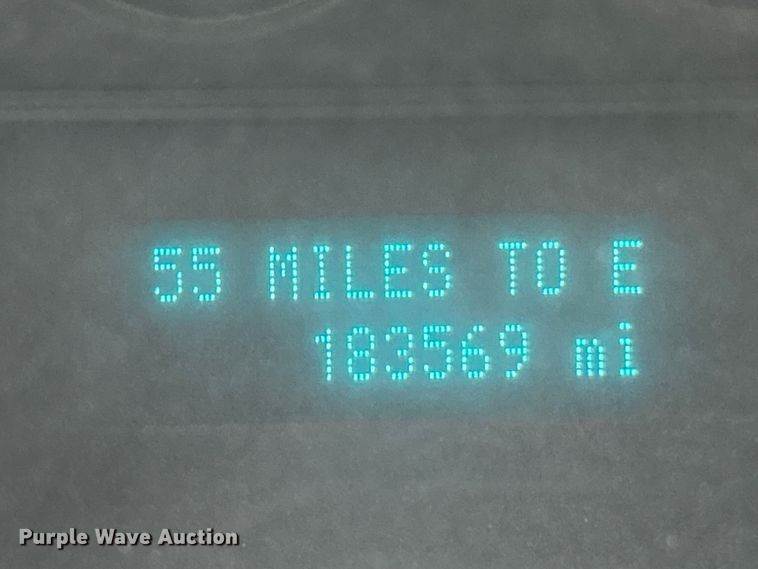 55 MILES TO E
183569 mi
Purple Wave Auction